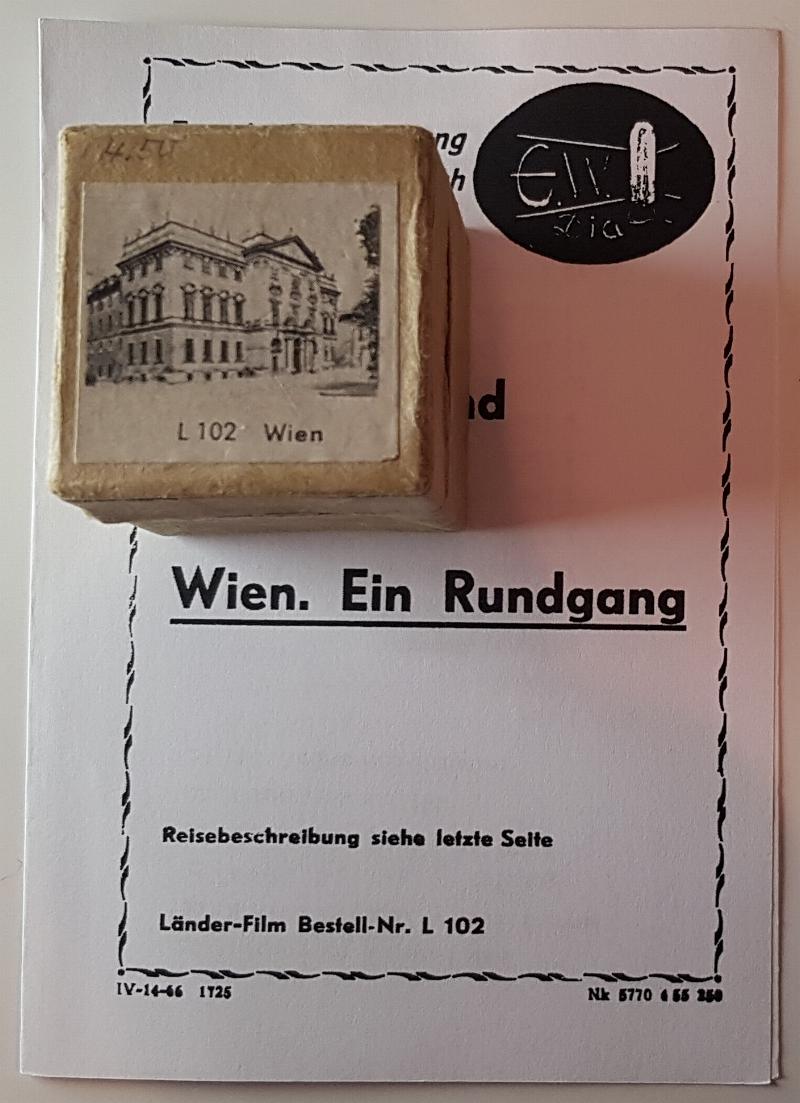 4.50
L 102 Wien
ng
h
E.W.
Dia
nd
Wien. Ein Rundgang
Reisebeschreibung siehe letzte Seite
Länder-Film Bestell-Nr. L 102
IV-14-66 1725
Nk 5770 4 55 250